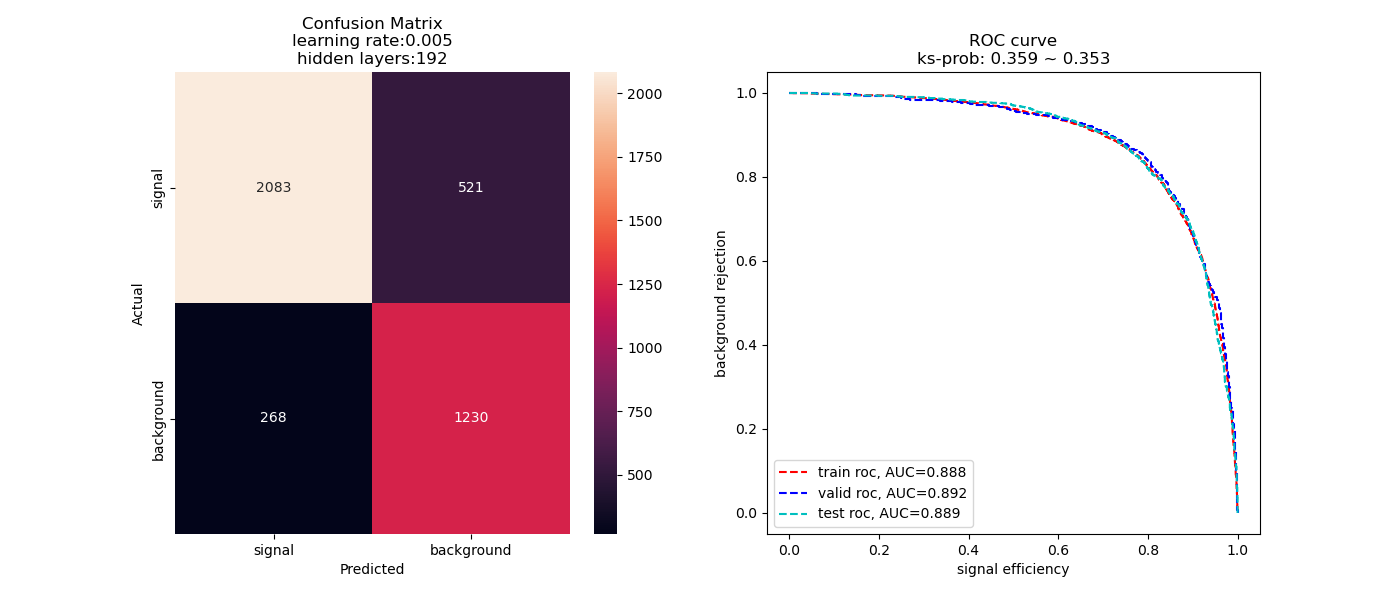 Confusion Matrix
learning rate:0.005
hidden layers:192
signal
background
Actual
2083
521
268
1230
signal
background
Predicted
2000
1750
1500
1250
1000
750
500
ROC curve
ks-prob: 0.359 ~ 0.353
background rejection
1.0
0.8
0.6
0.4
0.2
0.0
train roc, AUC=0.888
valid roc, AUC=0.892
test roc, AUC=0.889
0.0
0.2
0.4
0.6
0.8
1.0
signal efficiency